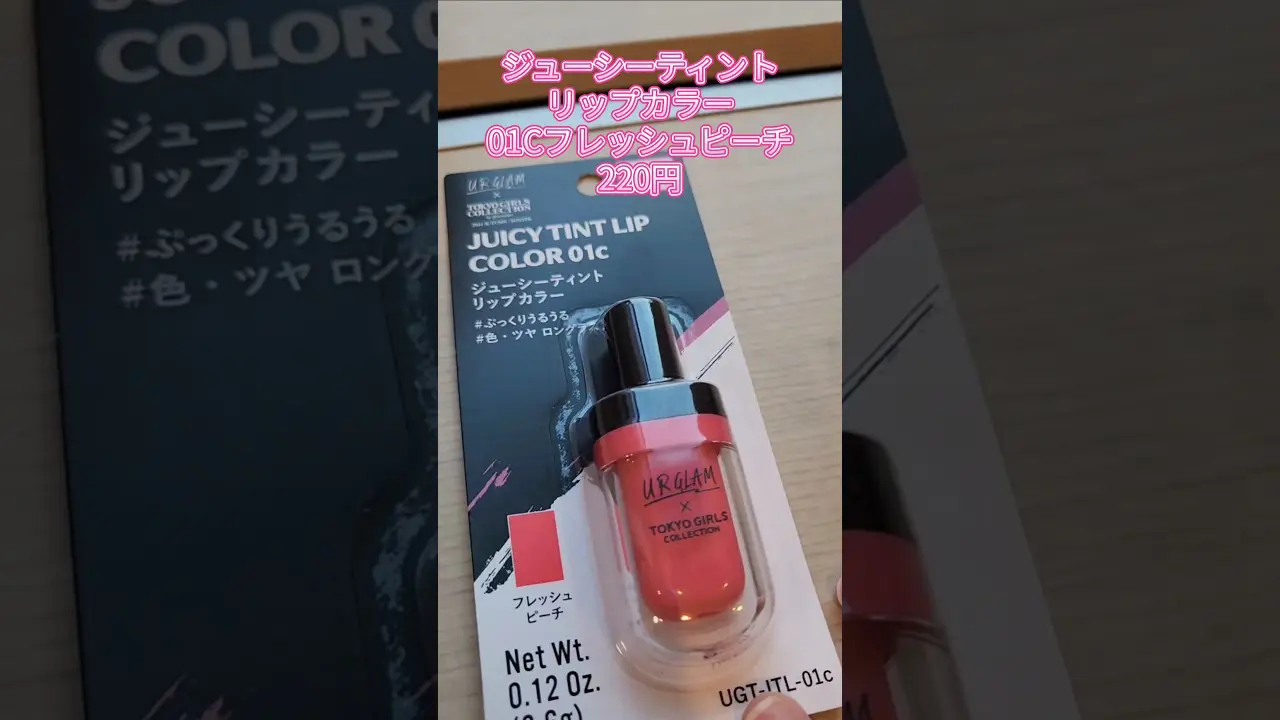 ジューシーティント
リップカラー
01Cフレッシュピーチ
220円
URGLAM
×
TOKYO GIRLS
COLLECTION
JUICY TINT LIP
COLOR 01c
ジューシーティント
リップカラー
#ぷっくりうるうる
#色・ツヤ ロング
URGLAM
×
TOKYO GIRLS
COLLECTION
フレッシュ
ピーチ
Net Wt.
0.12 Oz.
UGT-JTL-01c
COLOR
ジューシーティ
リップカラー
#ぷっくりうるうる
#色・ツヤ ロング